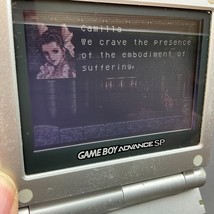 Camilla
We crave the presence
of the embodiment of
suffering.
GAME BOY ADVANCE SP